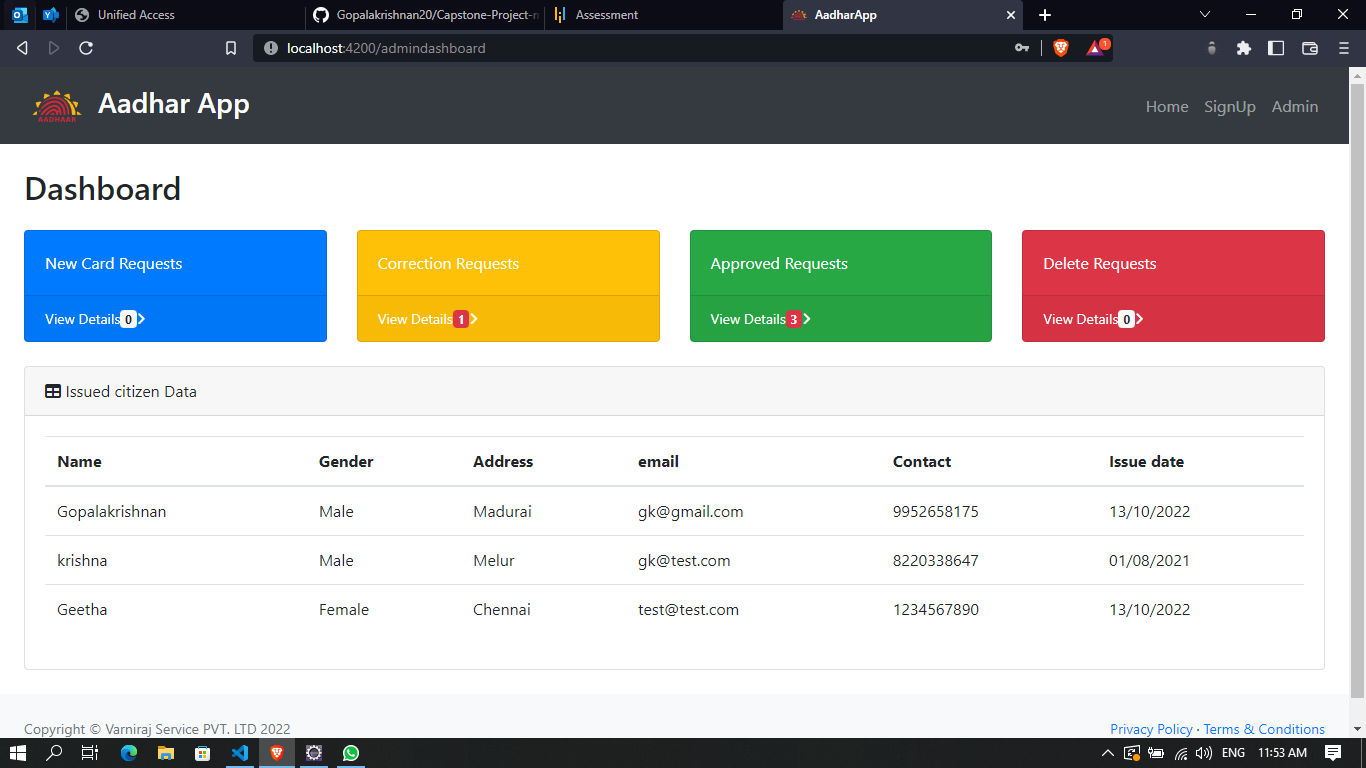 Unified Access
Gopalakrishnan20/Capstone-Project-n
Assessment
AadharApp
localhost:4200/admindashboard
1
AADHAAR
Aadhar App
Home SignUp Admin
Dashboard
New Card Requests
View Details 0
Correction Requests
View Details 1
Approved Requests
View Details 3
Delete Requests
View Details 0
Issued citizen Data
Name Gender Address email Contact Issue date
Gopalakrishnan Male Madurai gk@gmail.com 9952658175 13/10/2022
krishna Male Melur gk@test.com 8220338647 01/08/2021
Geetha Female Chennai test@test.com 1234567890 13/10/2022
Copyright © Varniraj Service PVT. LTD 2022
Privacy Policy · Terms & Conditions
ENG 11:53 AM